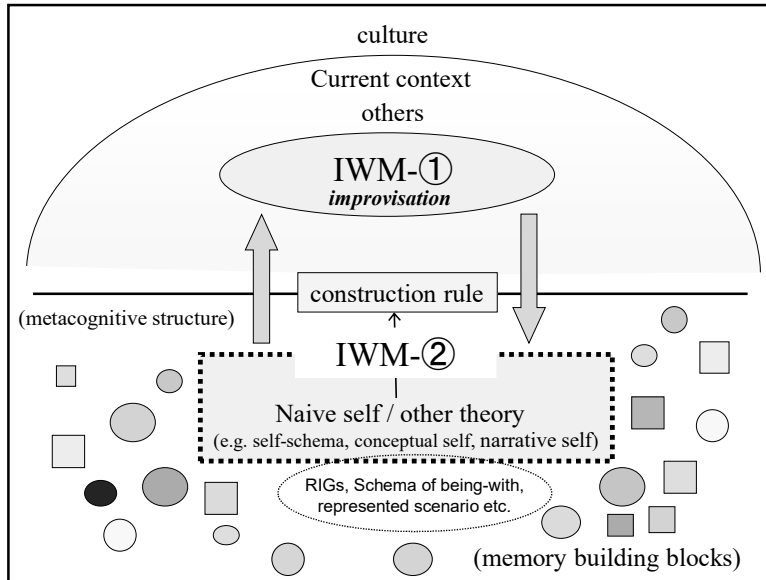 culture
Current context
others
IWM-①
improvisation
construction rule
(metacognitive structure)
IWM-②
Naive self / other theory
(e.g. self-schema, conceptual self, narrative self)
RIGs, Schema of being-with,
represented scenario etc.
(memory building blocks)